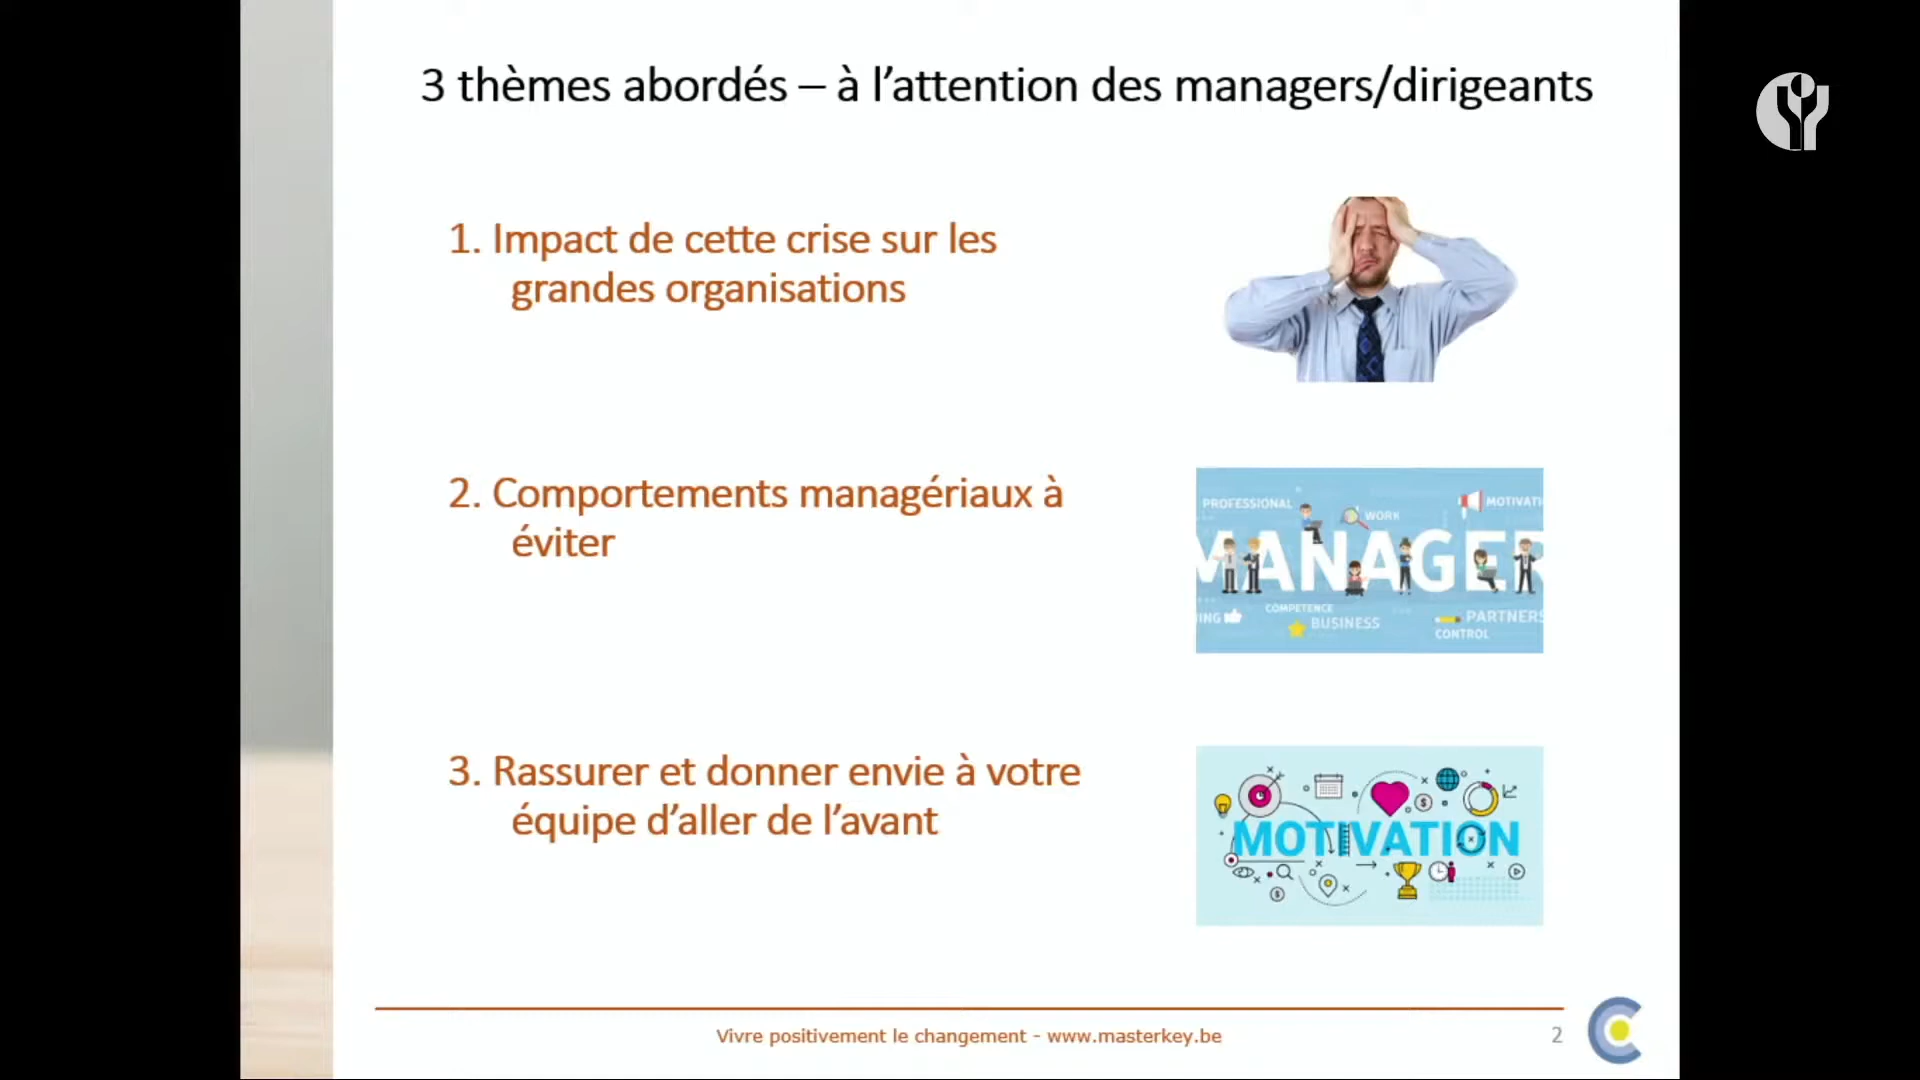 3 thèmes abordés – à l’attention des managers/dirigeants
1. Impact de cette crise sur les
grandes organisations
2. Comportements managériaux à
éviter
PROFESSIONAL
WORK
MOTIVATI
MANAGER
ING
COMPETENCE
BUSINESS
PARTNERS
CONTROL
3. Rassurer et donner envie à votre
équipe d’aller de l’avant
MOTIVATION
Vivre positivement le changement - www.masterkey.be
2